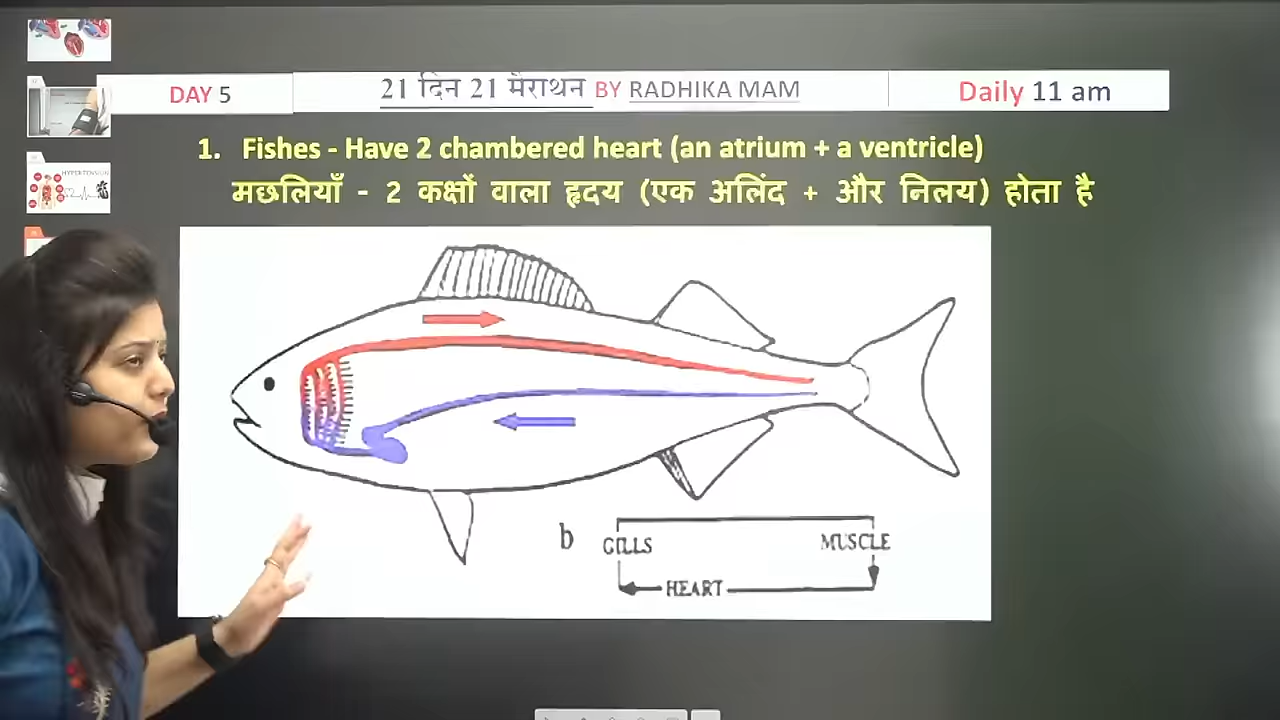 DAY 5
21 दिन 21 मैराथन BY RADHIKA MAM
Daily 11 am
1. Fishes - Have 2 chambered heart (an atrium + a ventricle)
मछलियाँ - 2 कक्षों वाला हृदय (एक अलिंद + और निलय) होता है
HYPERTENSION
b
GILLS
MUSCLE
HEART